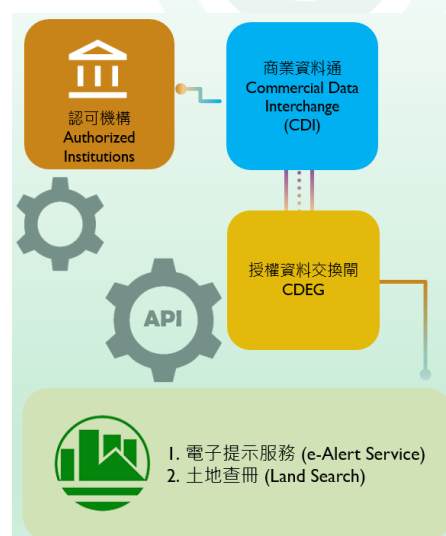 認可機構
Authorized
Institutions
商業資料通
Commercial Data
Interchange
(CDI)
授權資料交換閘
CDEG
API
1. 電子提示服務 (e-Alert Service)
2. 土地查冊 (Land Search)